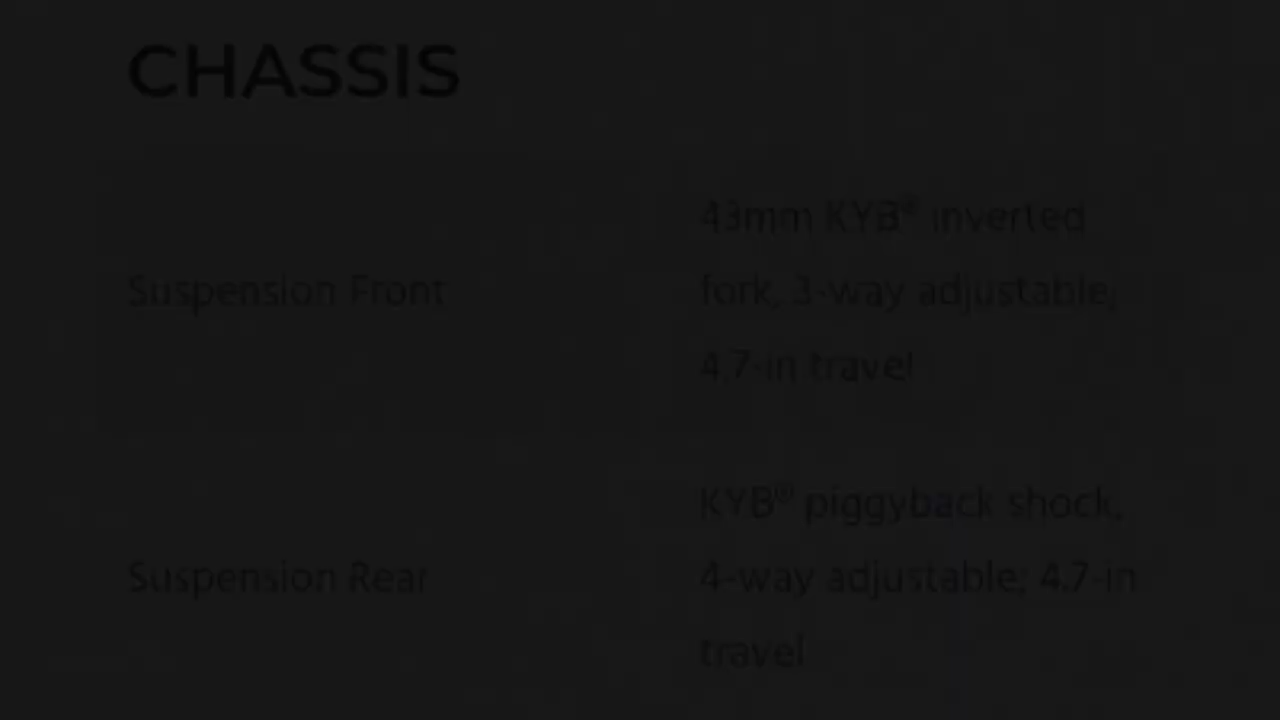 CHASSIS
43mm KYB® inverted
Suspension Front
fork, 3-way adjustable;
4.7-in travel
KYB® piggyback shock,
Suspension Rear
4-way adjustable; 4.7-in
travel